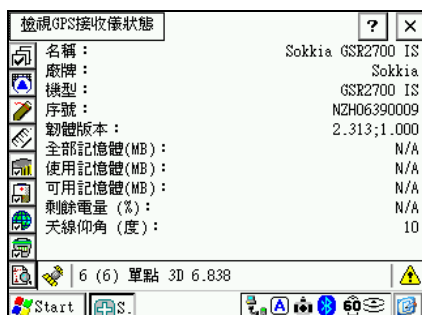 檢視GPS接收儀狀態 ? ×
名稱： Sokkia GSR2700 IS
廠牌： Sokkia
機型： GSR2700 IS
序號： NZH06390009
韌體版本： 2.313;1.000
全部記憶體(MB)： N/A
使用記憶體(MB)： N/A
可用記憶體(MB)： N/A
剩餘電量 (%)： N/A
天線仰角 (度)： 10
6 (6) 單點 3D 6.838
Start S. A 60